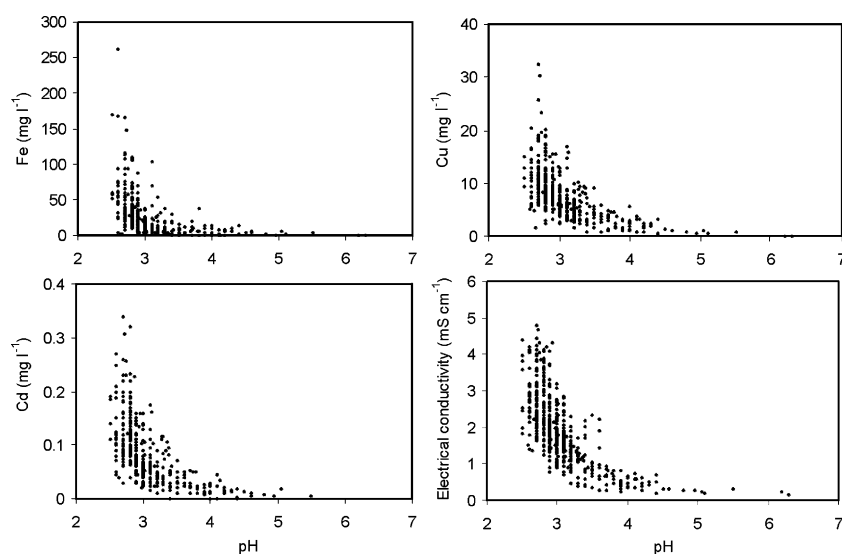 Fe (mg l⁻¹)
300
250
200
150
100
50
0
2 3 4 5 6 7
Cu (mg l⁻¹)
40
30
20
10
0
2 3 4 5 6 7
Cd (mg l⁻¹)
0.4
0.3
0.2
0.1
0
2 3 4 5 6 7
pH
Electrical conductivity (mS cm⁻¹)
6
5
4
3
2
1
0
2 3 4 5 6 7
pH